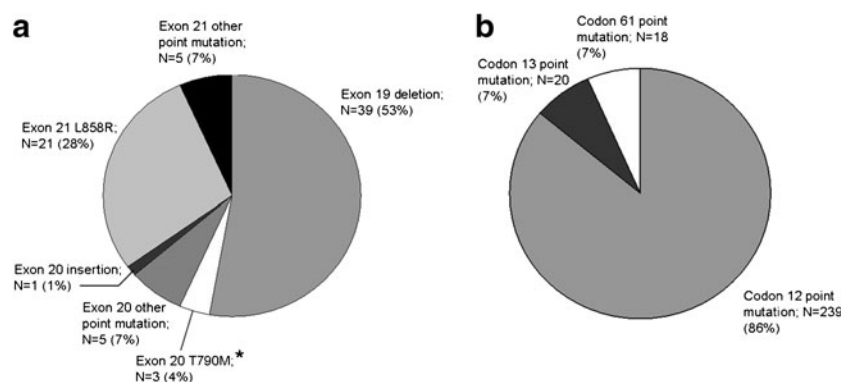 a
Exon 21 other
point mutation;
N=5 (7%)
Exon 19 deletion;
N=39 (53%)
Exon 21 L858R;
N=21 (28%)
Exon 20 insertion;
N=1 (1%)
Exon 20 other
point mutation;
N=5 (7%)
Exon 20 T790M;*
N=3 (4%)
b
Codon 61 point
mutation; N=18
(7%)
Codon 13 point
mutation; N=20
(7%)
Codon 12 point
mutation; N=239
(86%)